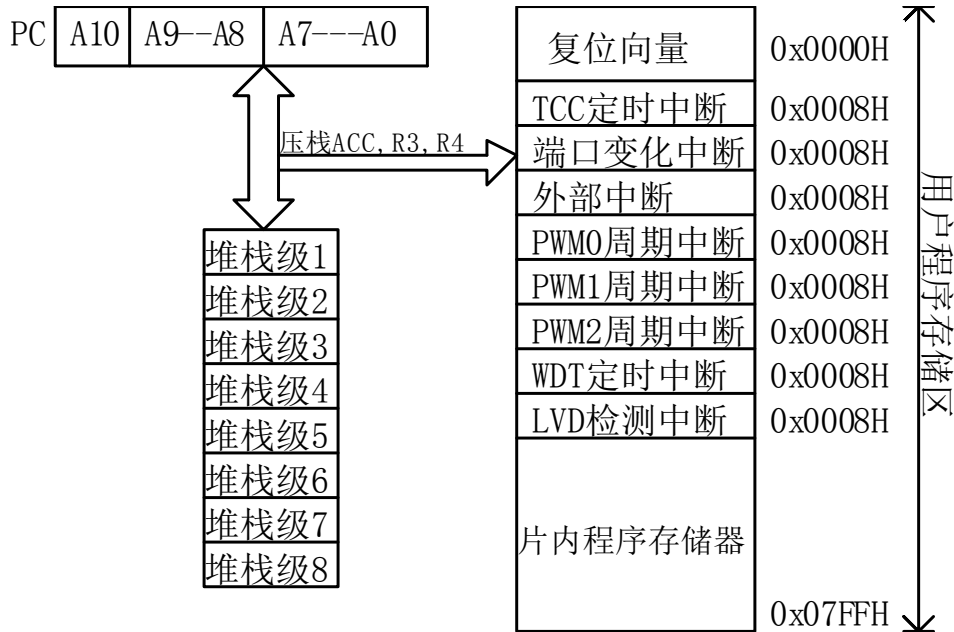 PC A10 A9--A8 A7---A0
压栈ACC,R3,R4
堆栈级1
堆栈级2
堆栈级3
堆栈级4
堆栈级5
堆栈级6
堆栈级7
堆栈级8
复位向量 0x0000H
TCC定时中断 0x0008H
端口变化中断 0x0008H
外部中断 0x0008H
PWM0周期中断 0x0008H
PWM1周期中断 0x0008H
PWM2周期中断 0x0008H
WDT定时中断 0x0008H
LVD检测中断 0x0008H
片内程序存储器
0x07FFH
用户程序存储区